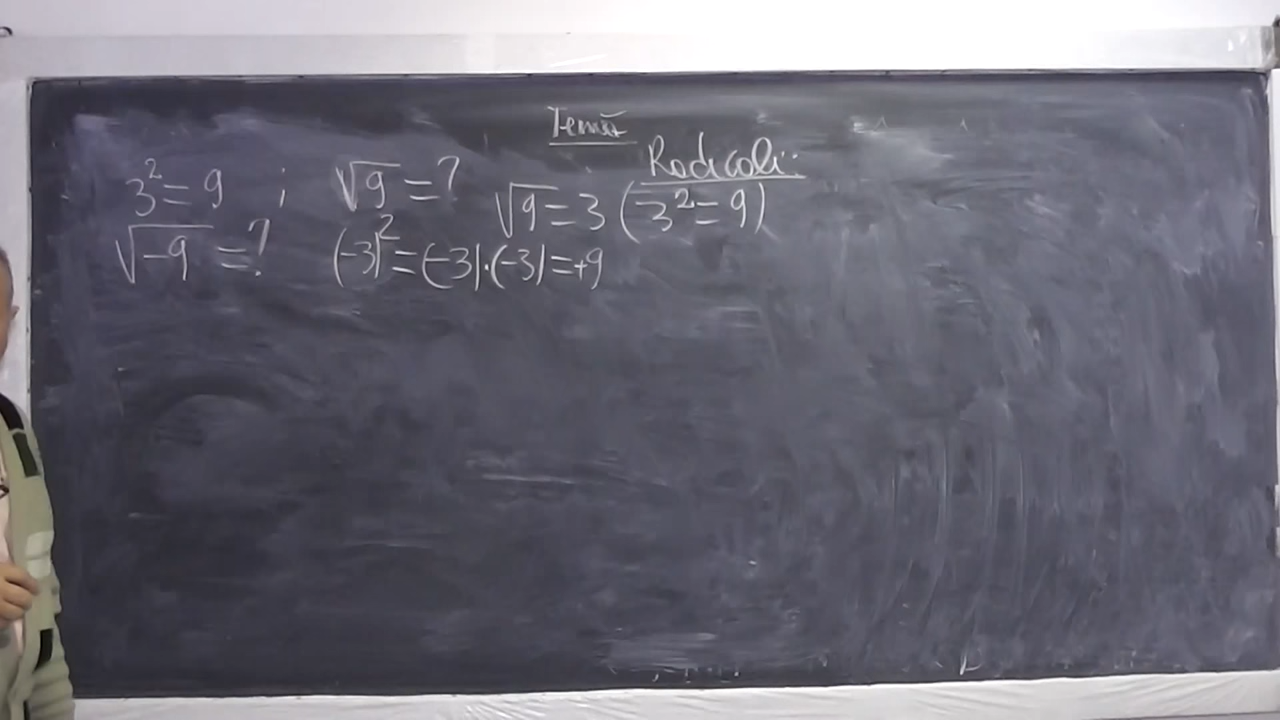 Temă
Radicali:
3² = 9 ; √9 = ? √9 = 3 (3² = 9)
√-9 = ? (-3)² = (-3)·(-3) = +9